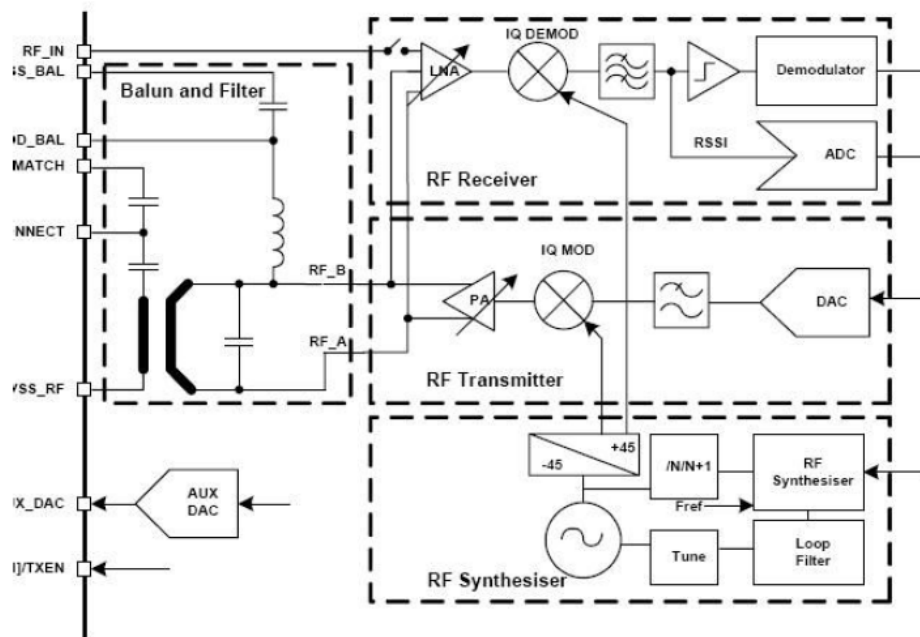 RF_IN
GS_BAL
DD_BAL
MATCH
NNECT
VSS_RF
X_DAC
I]/TXEN
Balun and Filter
RF_B
RF_A
AUX
DAC
IQ DEMOD
LNA
Demodulator
RSSI
ADC
RF Receiver
IQ MOD
PA
DAC
RF Transmitter
+45
-45
/N/N+1
RF
Synthesiser
Fref
Tune
Loop
Filter
RF Synthesiser